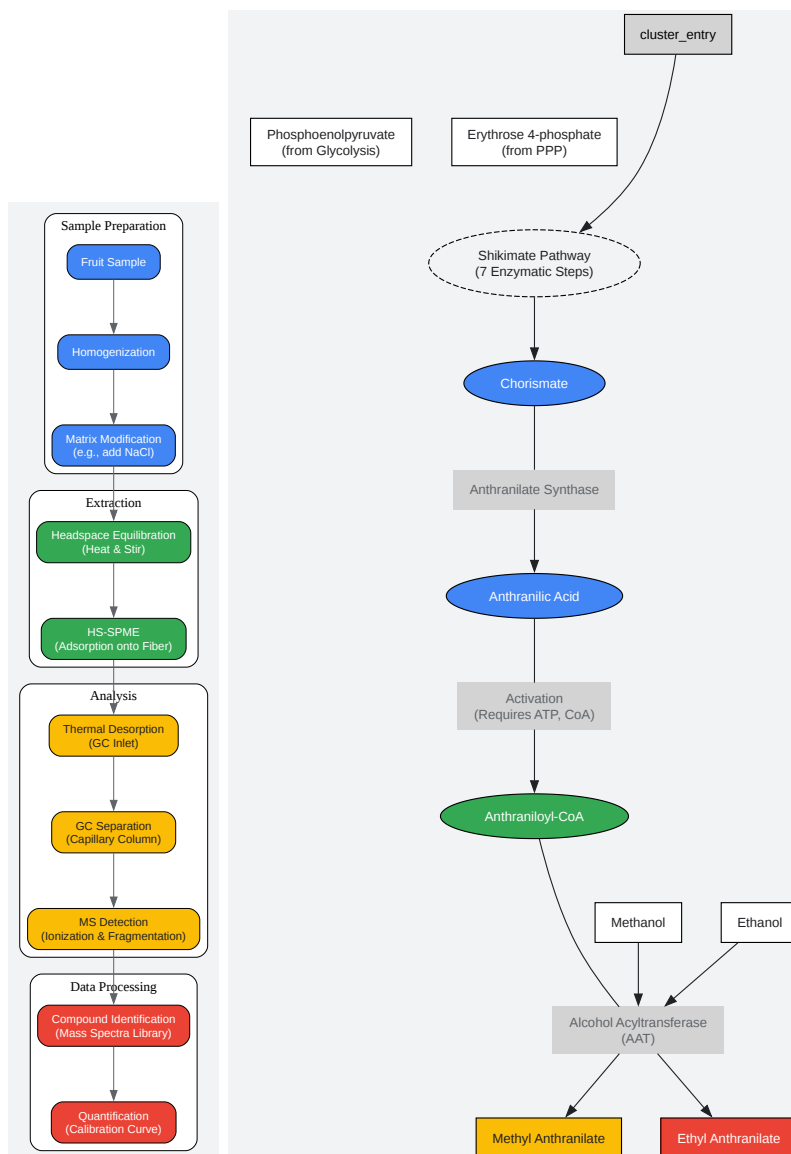 Sample Preparation
Fruit Sample
Homogenization
Matrix Modification
(e.g., add NaCl)
Extraction
Headspace Equilibration
(Heat & Stir)
HS-SPME
(Adsorption onto Fiber)
Analysis
Thermal Desorption
(GC Inlet)
GC Separation
(Capillary Column)
MS Detection
(Ionization & Fragmentation)
Data Processing
Compound Identification
(Mass Spectra Library)
Quantification
(Calibration Curve)
cluster_entry
Phosphoenolpyruvate
(from Glycolysis)
Erythrose 4-phosphate
(from PPP)
Shikimate Pathway
(7 Enzymatic Steps)
Chorismate
Anthranilate Synthase
Anthranilic Acid
Activation
(Requires ATP, CoA)
Anthraniloyl-CoA
Methanol
Ethanol
Alcohol Acyltransferase
(AAT)
Methyl Anthranilate
Ethyl Anthranilate